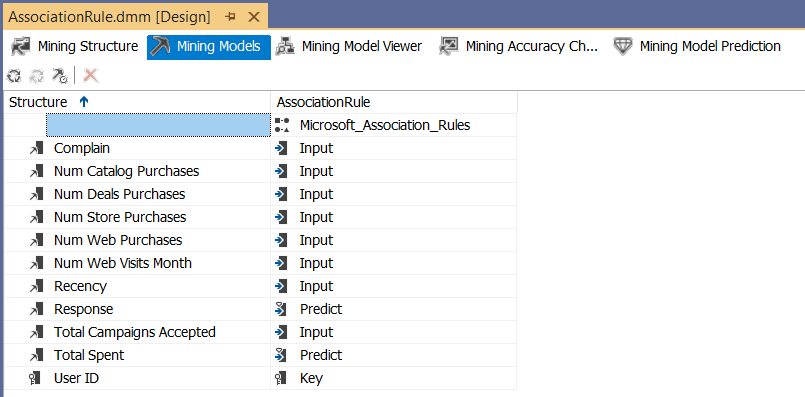 AssociationRule.dmm [Design]
Mining Structure Mining Models Mining Model Viewer Mining Accuracy Ch... Mining Model Prediction
Structure AssociationRule
Microsoft_Association_Rules
Complain Input
Num Catalog Purchases Input
Num Deals Purchases Input
Num Store Purchases Input
Num Web Purchases Input
Num Web Visits Month Input
Recency Input
Response Predict
Total Campaigns Accepted Input
Total Spent Predict
User ID Key